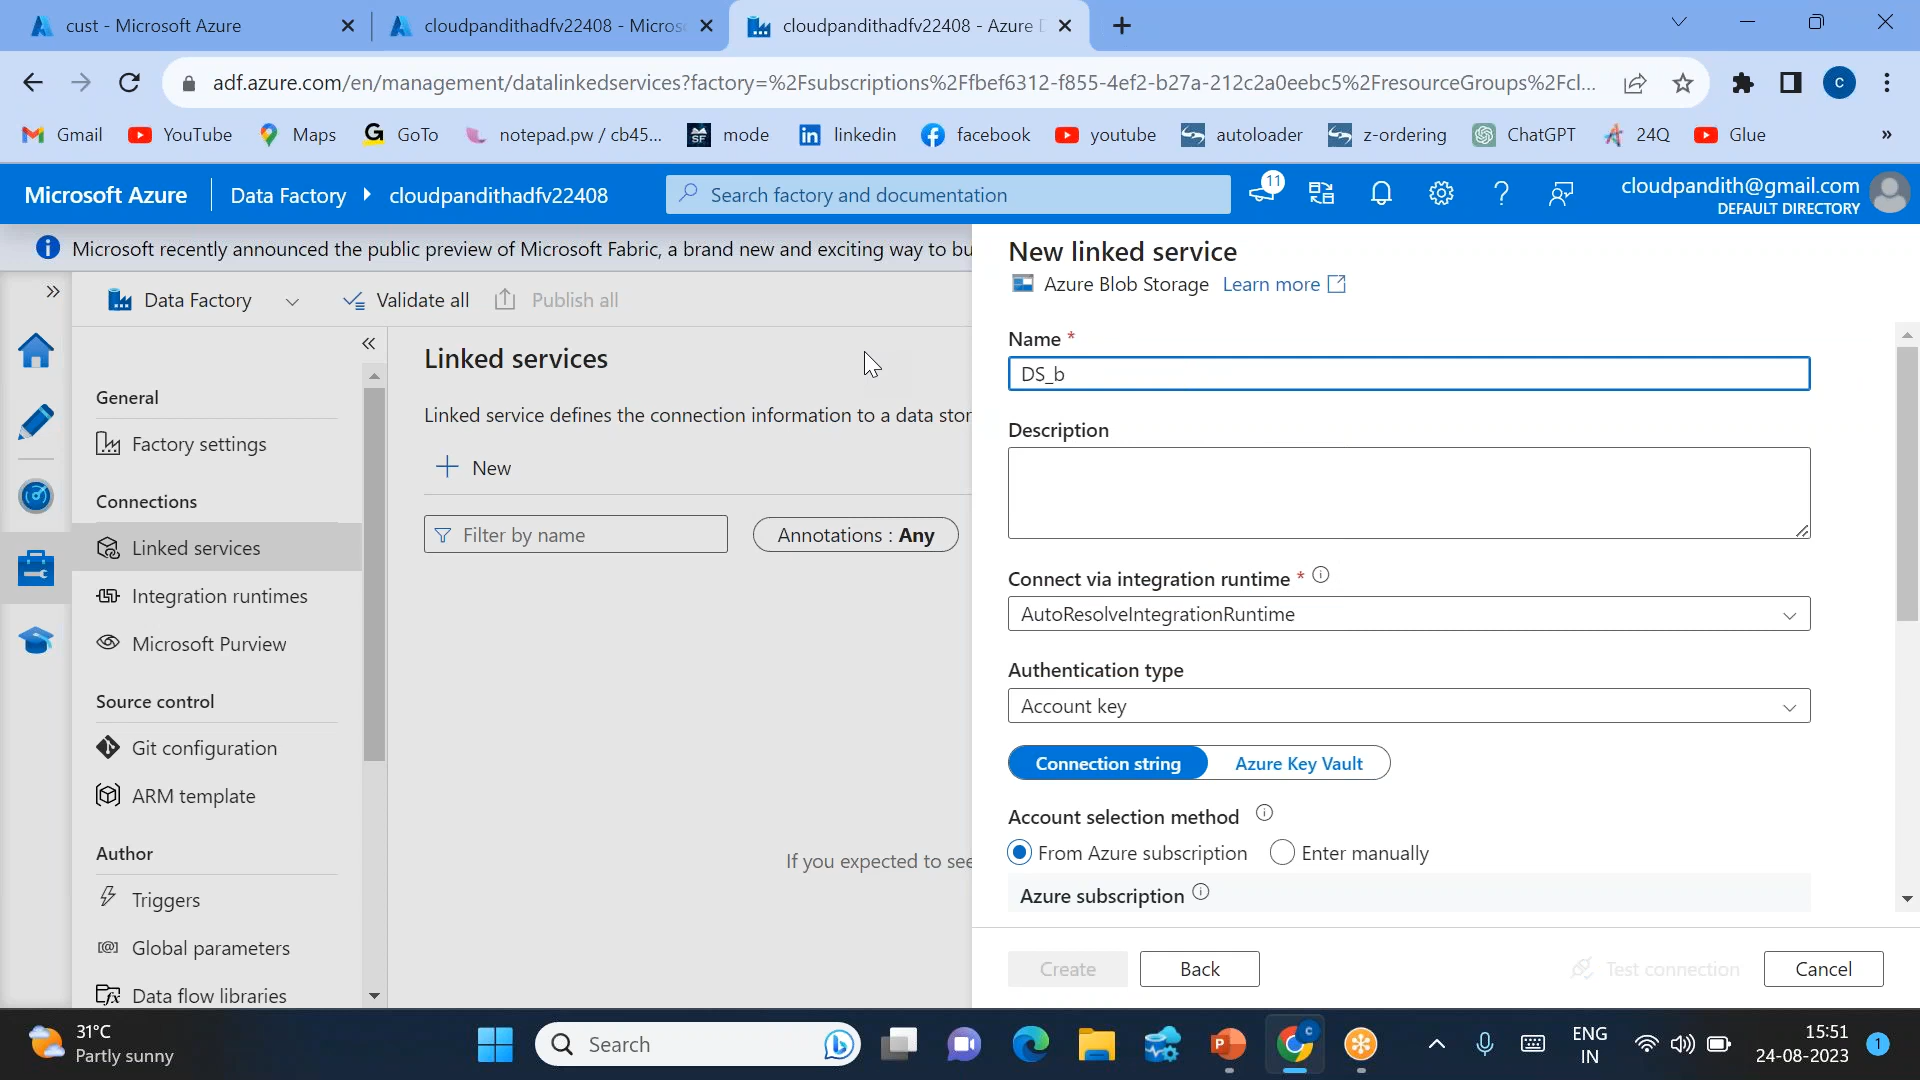 cust - Microsoft Azure
cloudpandithadfv22408 - Micros
cloudpandithadfv22408 - Azure D
adf.azure.com/en/management/datalinkedservices?factory=%2Fsubscriptions%2Ffbef6312-f855-4ef2-b27a-212c2a0eebc5%2FresourceGroups%2Fcl...
c
Gmail
YouTube
Maps
GoTo
notepad.pw / cb45...
mode
linkedin
facebook
youtube
autoloader
z-ordering
ChatGPT
24Q
Glue
»
Microsoft Azure
Data Factory
cloudpandithadfv22408
Search factory and documentation
11
cloudpandith@gmail.com
DEFAULT DIRECTORY
Microsoft recently announced the public preview of Microsoft Fabric, a brand new and exciting way to bu
Data Factory
Validate all
Publish all
General
Factory settings
Connections
Linked services
Integration runtimes
Microsoft Purview
Source control
Git configuration
ARM template
Author
Triggers
Global parameters
Data flow libraries
Linked services
Linked service defines the connection information to a data stor
New
Filter by name
Annotations : Any
If you expected to see
New linked service
Azure Blob Storage Learn more
Name *
DS_b
Description
Connect via integration runtime *
AutoResolveIntegrationRuntime
Authentication type
Account key
Connection string
Azure Key Vault
Account selection method
From Azure subscription
Enter manually
Azure subscription
Create
Back
Test connection
Cancel
31°C
Partly sunny
Search
ENG
IN
15:51
24-08-2023
1